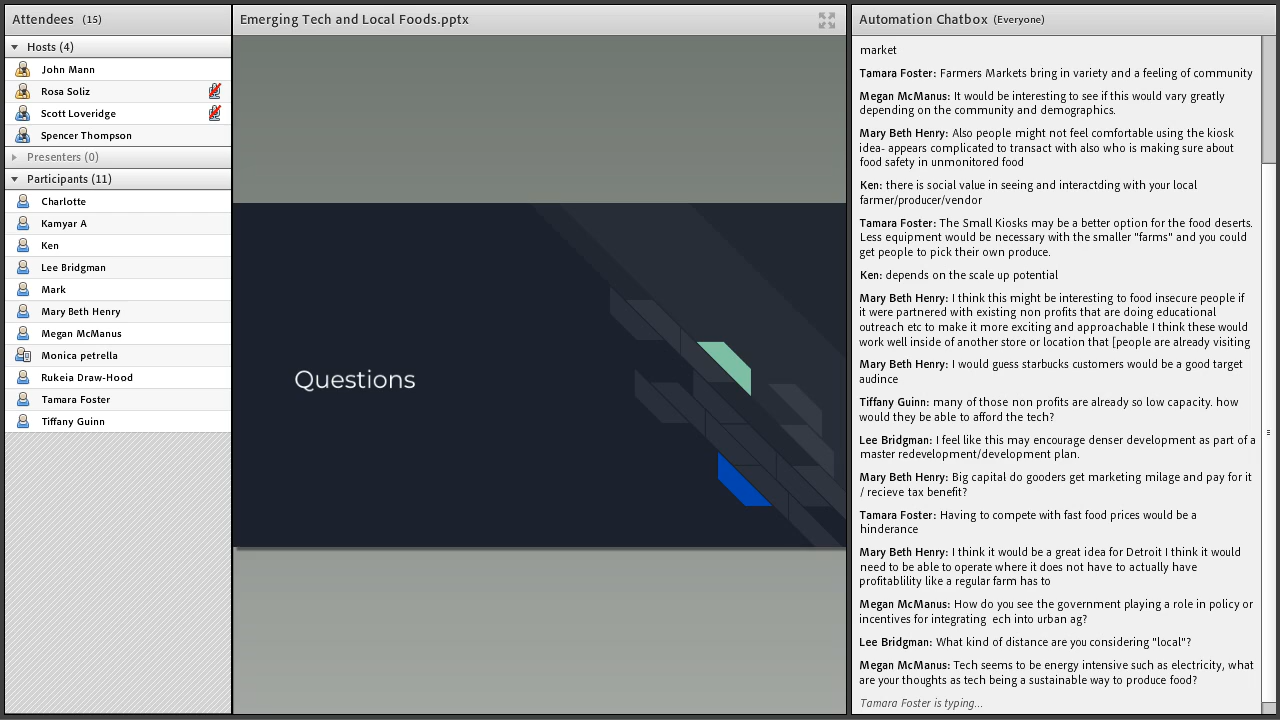 Attendees (15)
Hosts (4)
John Mann
Rosa Soliz
Scott Loveridge
Spencer Thompson
Presenters (0)
Participants (11)
Charlotte
Kamyar A
Ken
Lee Bridgman
Mark
Mary Beth Henry
Megan McManus
Monica petrella
Rukeia Draw-Hood
Tamara Foster
Tiffany Guinn
Emerging Tech and Local Foods.pptx
Questions
Automation Chatbox (Everyone)
market
Tamara Foster: Farmers Markets bring in variety and a feeling of community
Megan McManus: It would be interesting to see if this would vary greatly
depending on the community and demographics.
Mary Beth Henry: Also people might not feel comfortable using the kiosk
idea- appears complicated to transact with also who is making sure about
food safety in unmonitored food
Ken: there is social value in seeing and interactding with your local
farmer/producer/vendor
Tamara Foster: The Small Kiosks may be a better option for the food deserts.
Less equipment would be necessary with the smaller "farms" and you could
get people to pick their own produce.
Ken: depends on the scale up potential
Mary Beth Henry: I think this might be interesting to food insecure people if
it were partnered with existing non profits that are doing educational
outreach etc to make it more exciting and approachable I think these would
work well inside of another store or location that [people are already visiting
Mary Beth Henry: I would guess starbucks customers would be a good target
audince
Tiffany Guinn: many of those non profits are already so low capacity. how
would they be able to afford the tech?
Lee Bridgman: I feel like this may encourage denser development as part of a
master redevelopment/development plan.
Mary Beth Henry: Big capital do gooders get marketing milage and pay for it
/ recieve tax benefit?
Tamara Foster: Having to compete with fast food prices would be a
hinderance
Mary Beth Henry: I think it would be a great idea for Detroit I think it would
need to be able to operate where it does not have to actually have
profitablility like a regular farm has to
Megan McManus: How do you see the government playing a role in policy or
incentives for integrating  ech into urban ag?
Lee Bridgman: What kind of distance are you considering "local"?
Megan McManus: Tech seems to be energy intensive such as electricity, what
are your thoughts as tech being a sustainable way to produce food?
Tamara Foster is typing...